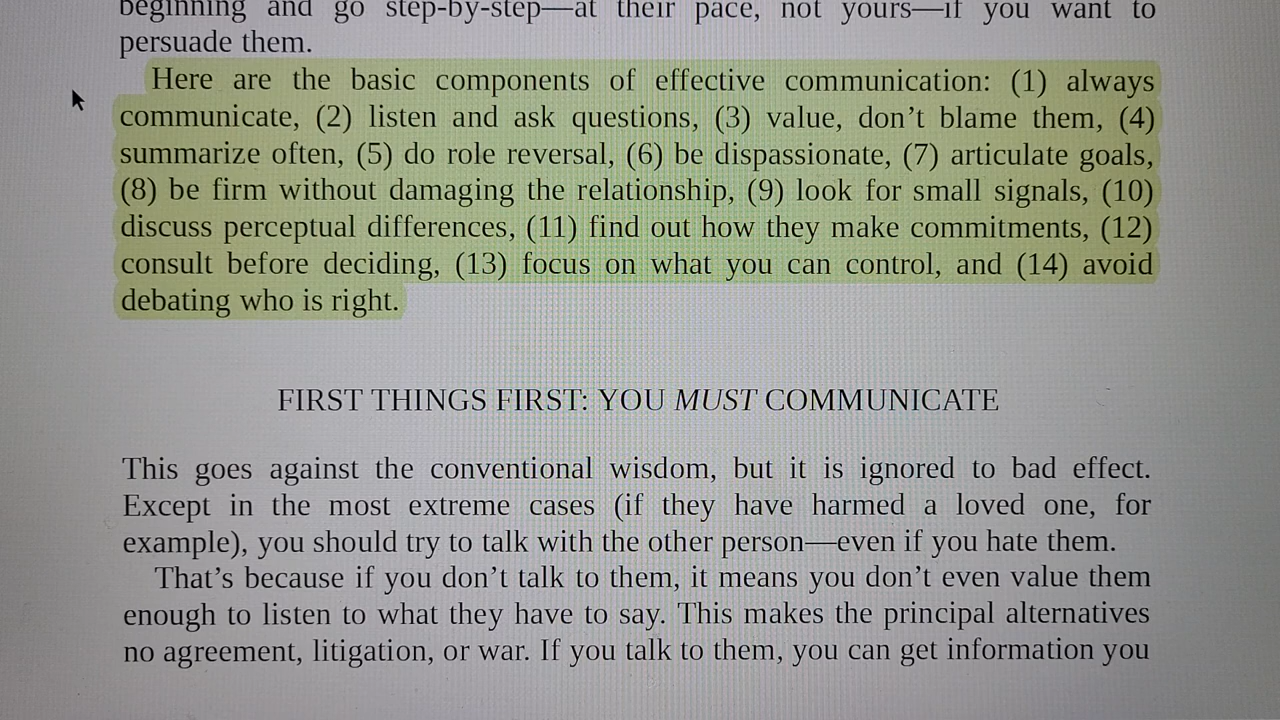 beginning and go step-by-step—at their pace, not yours—if you want to
persuade them.
Here are the basic components of effective communication: (1) always
communicate, (2) listen and ask questions, (3) value, don’t blame them, (4)
summarize often, (5) do role reversal, (6) be dispassionate, (7) articulate goals,
(8) be firm without damaging the relationship, (9) look for small signals, (10)
discuss perceptual differences, (11) find out how they make commitments, (12)
consult before deciding, (13) focus on what you can control, and (14) avoid
debating who is right.
FIRST THINGS FIRST: YOU MUST COMMUNICATE
This goes against the conventional wisdom, but it is ignored to bad effect.
Except in the most extreme cases (if they have harmed a loved one, for
example), you should try to talk with the other person—even if you hate them.
That’s because if you don’t talk to them, it means you don’t even value them
enough to listen to what they have to say. This makes the principal alternatives
no agreement, litigation, or war. If you talk to them, you can get information you